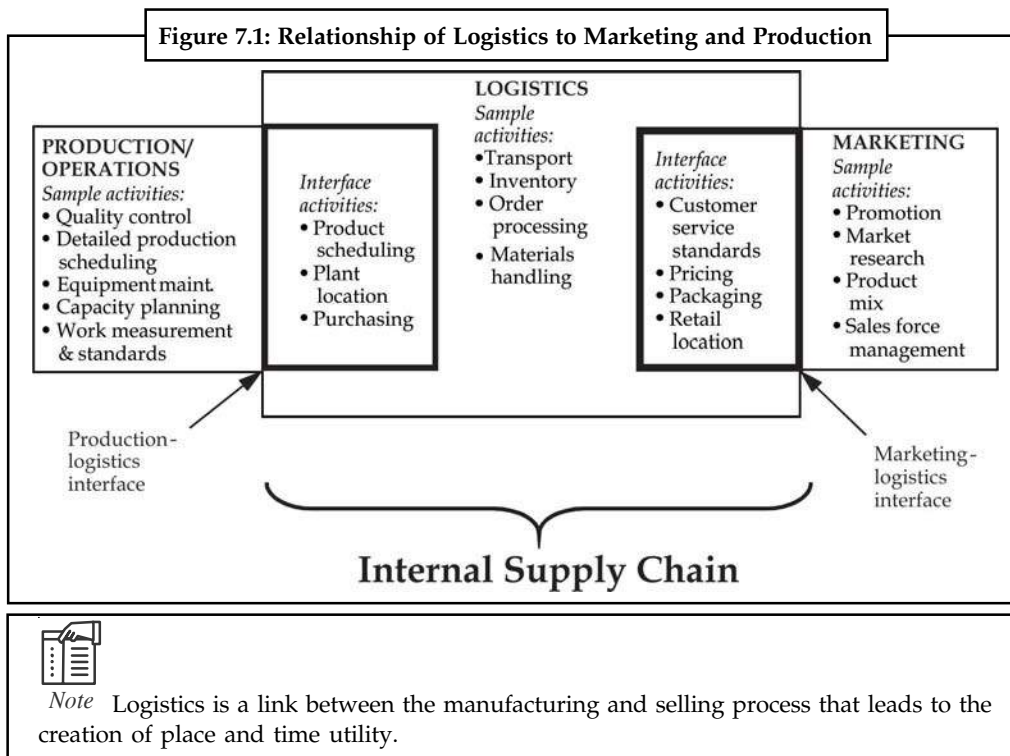 Figure 7.1: Relationship of Logistics to Marketing and Production
PRODUCTION/
OPERATIONS
Sample activities:
• Quality control
• Detailed production
scheduling
• Equipment maint.
• Capacity planning
• Work measurement
& standards
Interface
activities:
• Product
scheduling
• Plant
location
• Purchasing
LOGISTICS
Sample
activities:
•Transport
• Inventory
• Order
processing
• Materials
handling
Interface
activities:
• Customer
service
standards
• Pricing
• Packaging
• Retail
location
MARKETING
Sample
activities:
• Promotion
• Market
research
• Product
mix
• Sales force
management
Production-
logistics
interface
Marketing-
logistics
interface
Internal Supply Chain
Note Logistics is a link between the manufacturing and selling process that leads to the
creation of place and time utility.